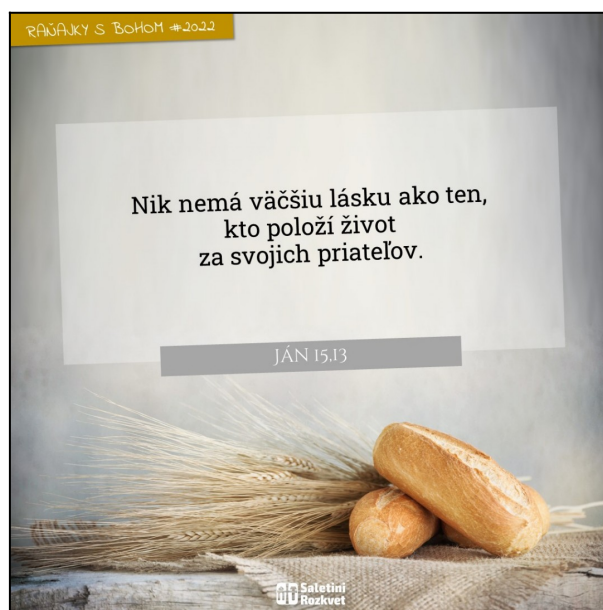 RAŇAJKY S BOHOM #2022
Nik nemá väčšiu lásku ako ten,
kto položí život
za svojich priateľov.
JÁN 15,13
Saletini
Rozkvet